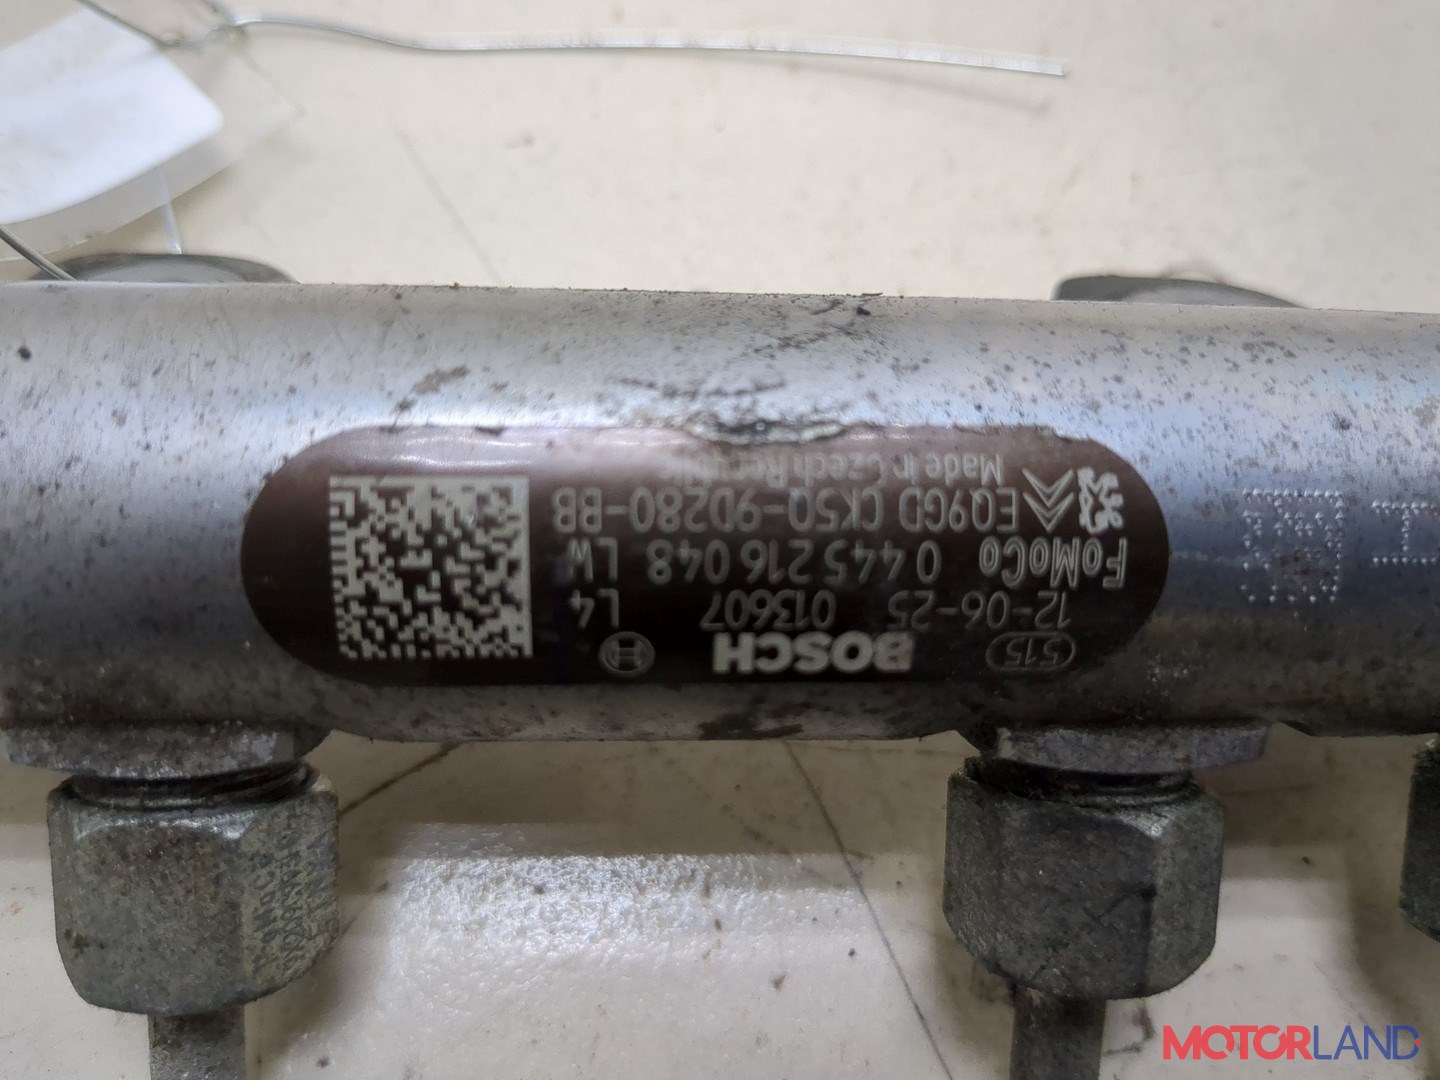 515 BOSCH
12-06-25 013607 L4
FoMoCo 0 445 216 048 LW
EQ9GD CK5Q-9D280-BB
Made in Czech Republic
MOTORLAND